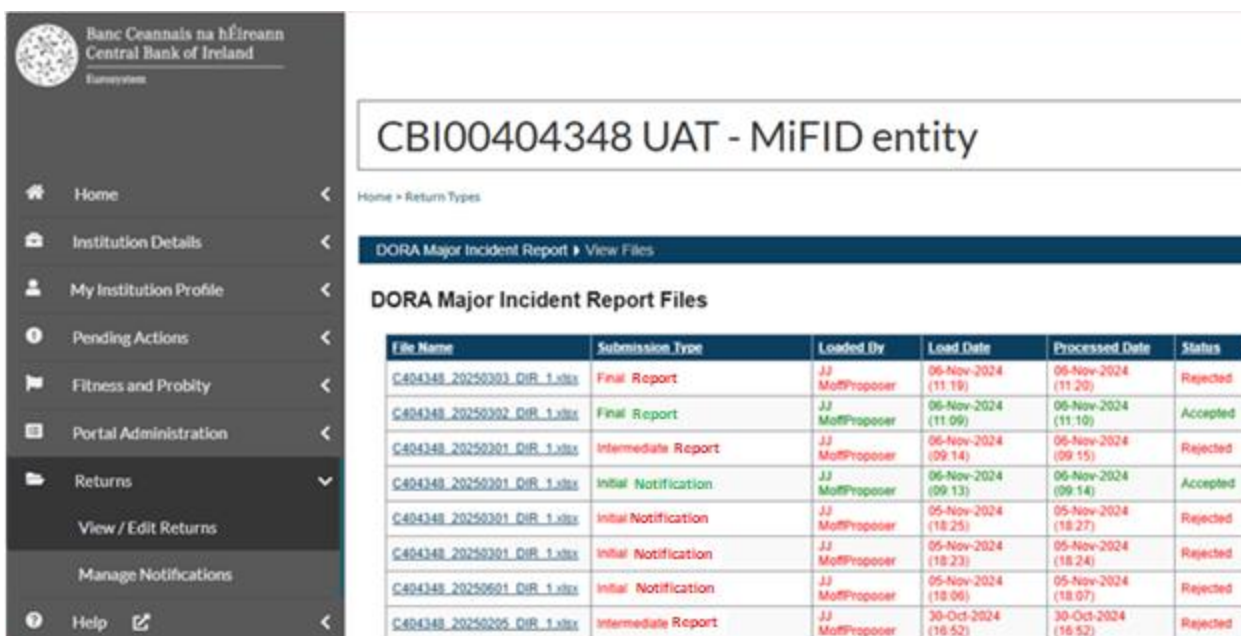 Banc Ceannais na hÉireann
Central Bank of Ireland
Eurosystem
CBI00404348 UAT - MiFID entity
Home > Return Types
Home
Institution Details
My Institution Profile
Pending Actions
Fitness and Probity
Portal Administration
Returns
View / Edit Returns
Manage Notifications
Help
DORA Major Incident Report View Files
DORA Major Incident Report Files
File Name Submission Type Loaded By Load Date Processed Date Status
C404348_20250303_DIR_1.xlsx Final Report JJ MoffProposer 06-Nov-2024 (11:19) 06-Nov-2024 (11:20) Rejected
C404348_20250302_DIR_1.xlsx Final Report JJ MoffProposer 06-Nov-2024 (11:09) 06-Nov-2024 (11:10) Accepted
C404348_20250301_DIR_1.xlsx Intermediate Report JJ MoffProposer 06-Nov-2024 (09:14) 06-Nov-2024 (09:15) Rejected
C404348_20250301_DIR_1.xlsx Initial Notification JJ MoffProposer 06-Nov-2024 (09:13) 06-Nov-2024 (09:14) Accepted
C404348_20250301_DIR_1.xlsx Initial Notification JJ MoffProposer 05-Nov-2024 (18:25) 05-Nov-2024 (18:27) Rejected
C404348_20250301_DIR_1.xlsx Initial Notification JJ MoffProposer 05-Nov-2024 (18:23) 05-Nov-2024 (18:24) Rejected
C404348_20250601_DIR_1.xlsx Initial Notification JJ MoffProposer 05-Nov-2024 (18:06) 05-Nov-2024 (18:07) Rejected
C404348_20250205_DIR_1.xlsx Intermediate Report JJ MoffProposer 30-Oct-2024 (16:52) 30-Oct-2024 (16:52) Rejected